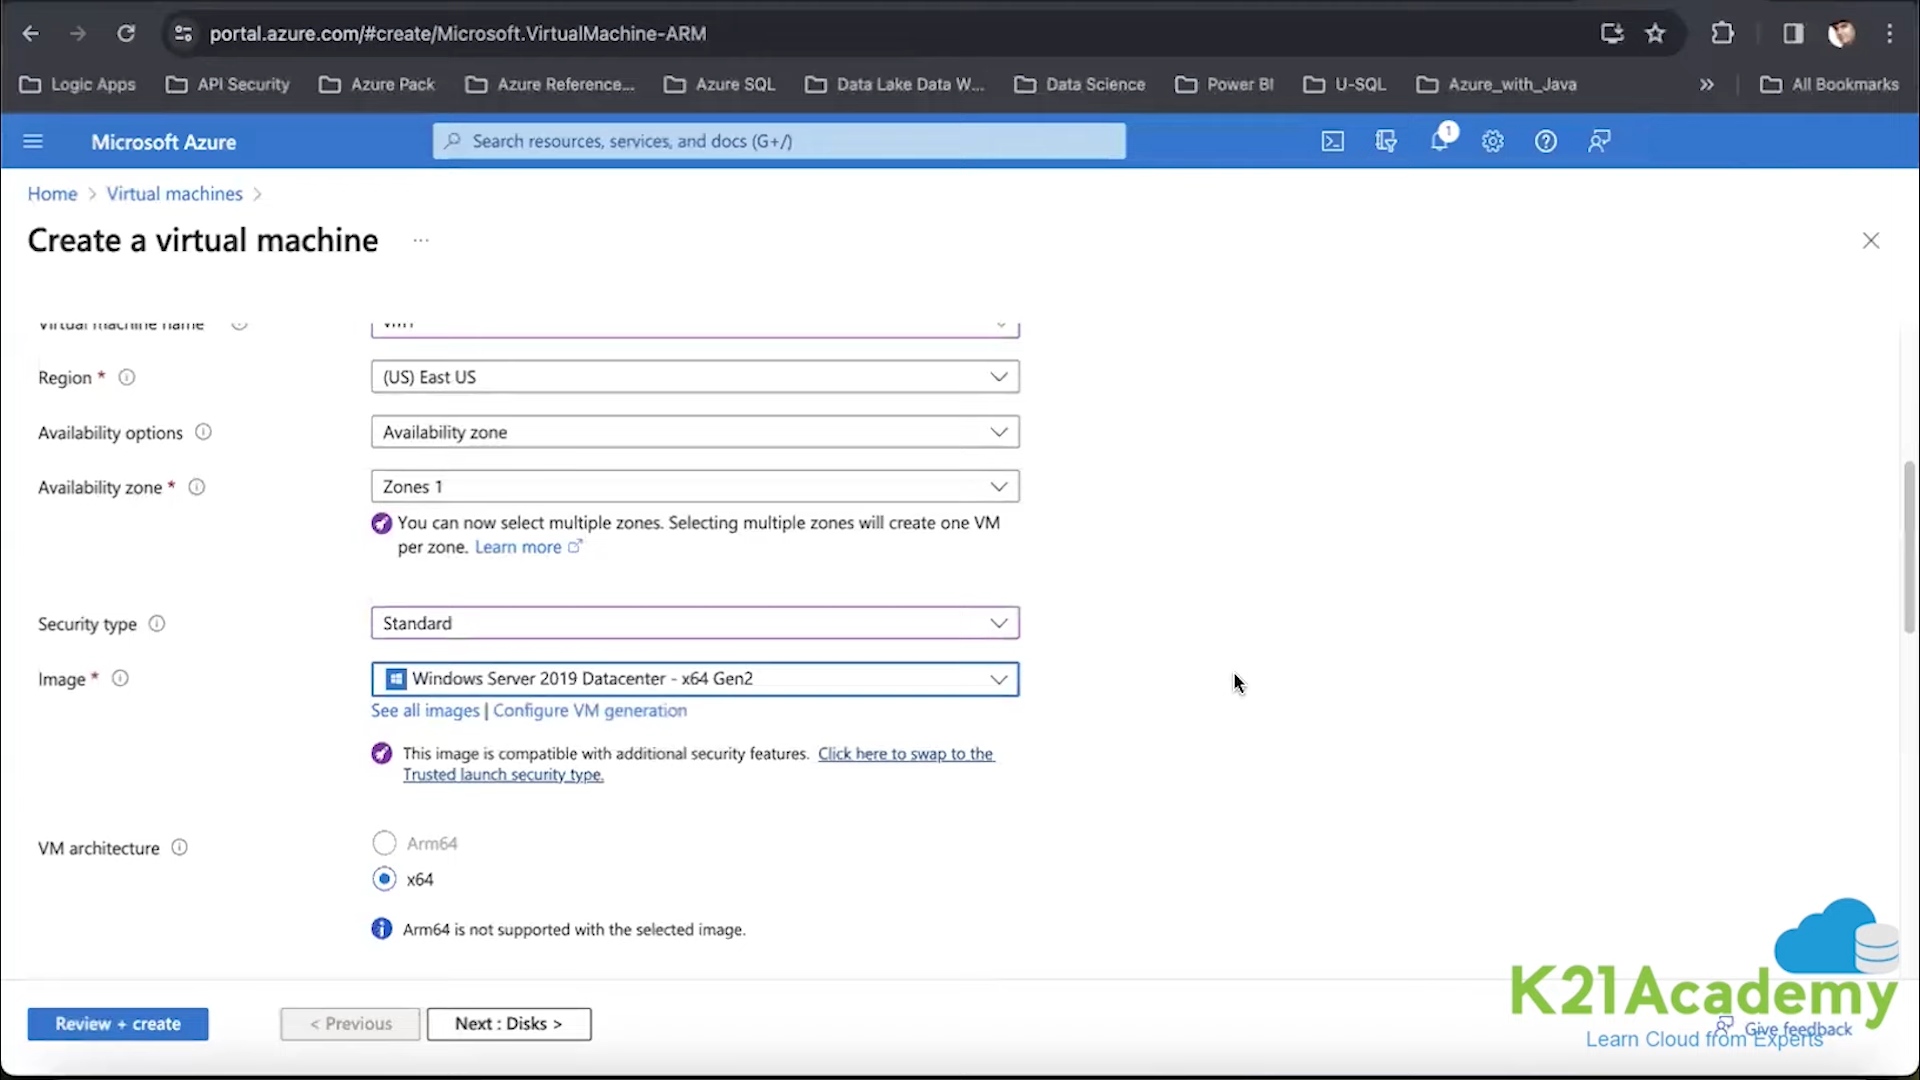 portal.azure.com/#create/Microsoft.VirtualMachine-ARM
Logic Apps
API Security
Azure Pack
Azure Reference...
Azure SQL
Data Lake Data W...
Data Science
Power BI
U-SQL
Azure_with_Java
»
All Bookmarks
Microsoft Azure
Search resources, services, and docs (G+/)
1
Home > Virtual machines >
Create a virtual machine ...
Virtual machine name
Region *
(US) East US
Availability options
Availability zone
Availability zone *
Zones 1
You can now select multiple zones. Selecting multiple zones will create one VM
per zone. Learn more
Security type
Standard
Image *
Windows Server 2019 Datacenter - x64 Gen2
See all images | Configure VM generation
This image is compatible with additional security features. Click here to swap to the
Trusted launch security type.
VM architecture
Arm64
x64
Arm64 is not supported with the selected image.
Review + create
< Previous
Next : Disks >
K21Academy
Give feedback
Learn Cloud from Experts